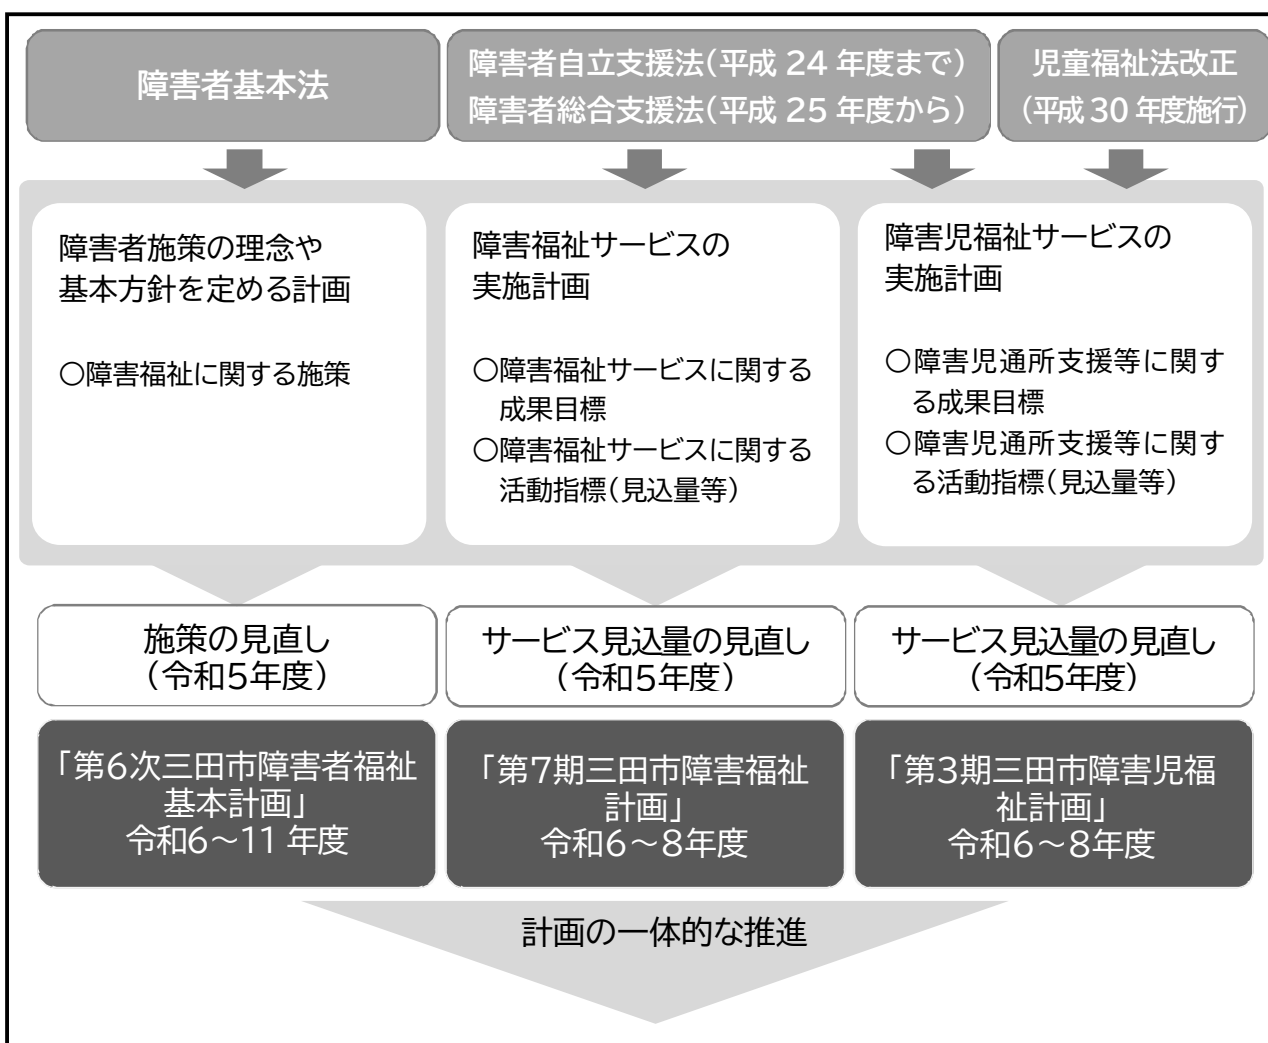 障害者基本法
障害者自立支援法(平成 24 年度まで)
障害者総合支援法(平成 25 年度から)
児童福祉法改正
(平成 30 年度施行)
障害者施策の理念や
基本方針を定める計画
○障害福祉に関する施策
障害福祉サービスの
実施計画
○障害福祉サービスに関する
成果目標
○障害福祉サービスに関する
活動指標(見込量等)
障害児福祉サービスの
実施計画
○障害児通所支援等に関す
る成果目標
○障害児通所支援等に関す
る活動指標(見込量等)
施策の見直し
(令和5年度)
サービス見込量の見直し
(令和5年度)
サービス見込量の見直し
(令和5年度)
「第6次三田市障害者福祉
基本計画」
令和6～11 年度
「第7期三田市障害福祉
計画」
令和6～8年度
「第3期三田市障害児福
祉計画」
令和6～8年度
計画の一体的な推進